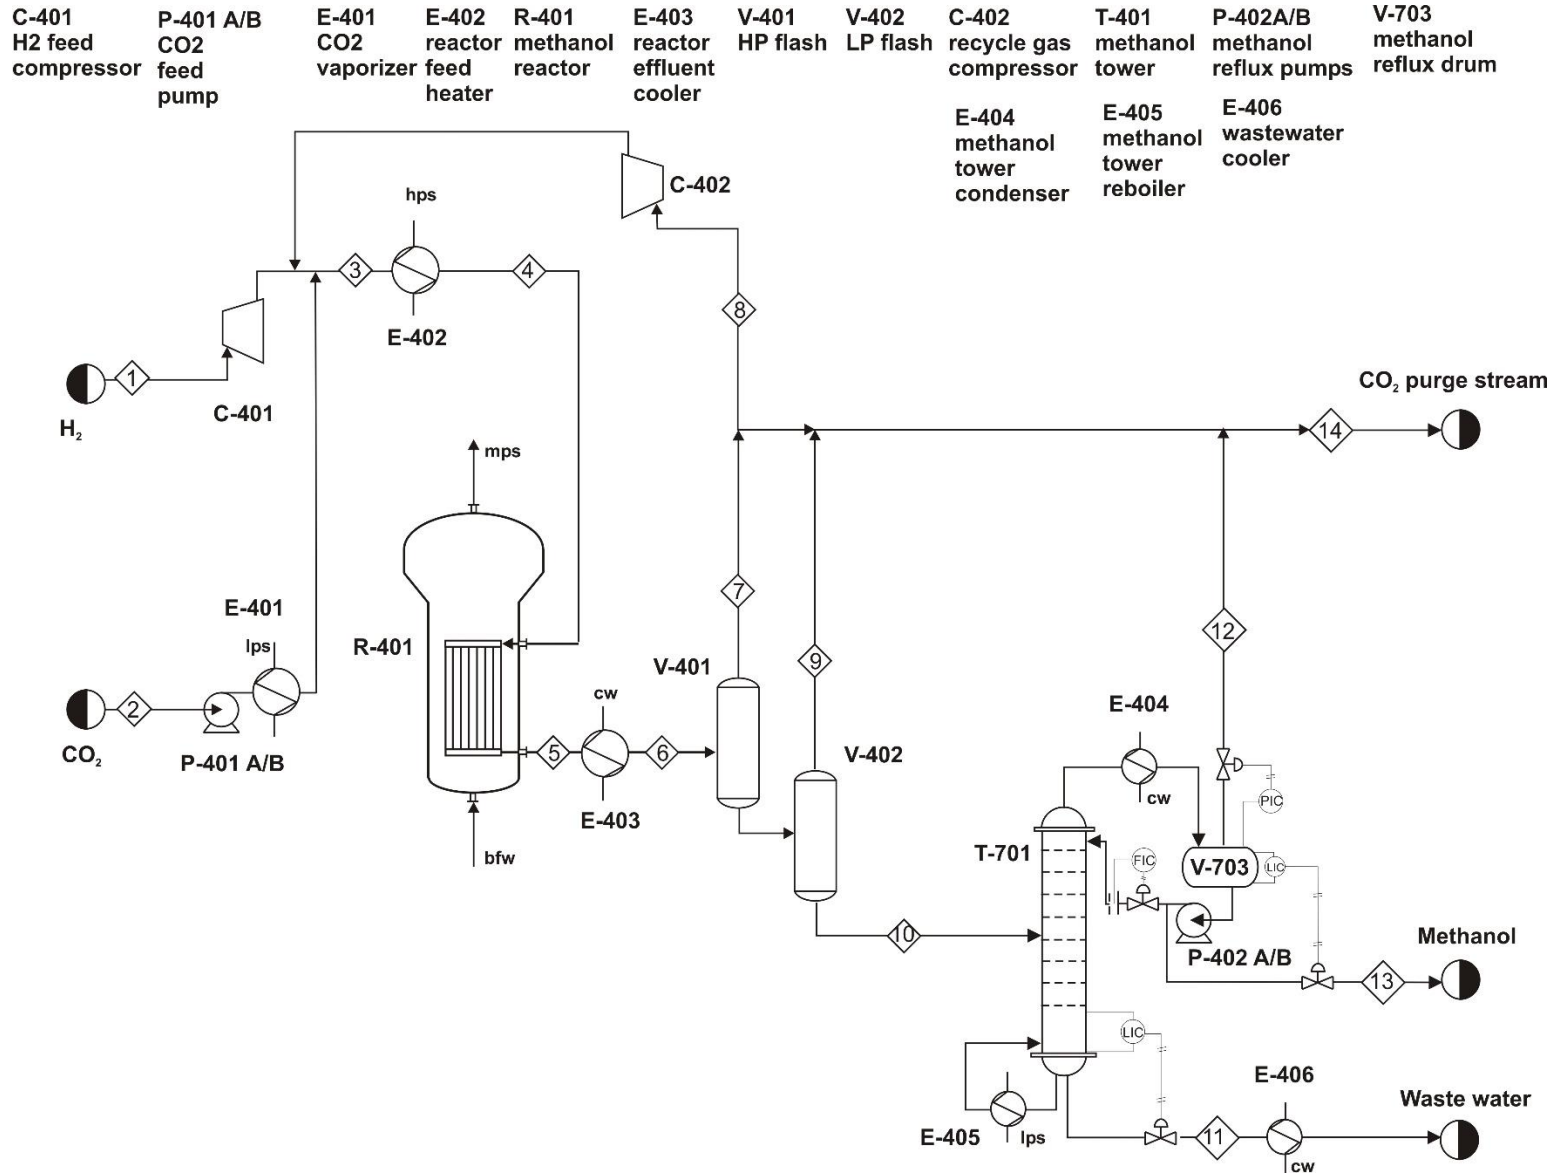 C-401
H2 feed
compressor
P-401 A/B
CO2
feed
pump
E-401
CO2
vaporizer
E-402
reactor
feed
heater
R-401
methanol
reactor
E-403
reactor
effluent
cooler
V-401
HP flash
V-402
LP flash
C-402
recycle gas
compressor
T-401
methanol
tower
P-402A/B
methanol
reflux pumps
V-703
methanol
reflux drum
E-404
methanol
tower
condenser
E-405
methanol
tower
reboiler
E-406
wastewater
cooler
C-402
hps
3
4
E-402
8
1
C-401
H₂
CO₂ purge stream
14
mps
7
E-401
lps
R-401
12
V-401
9
2
CO₂
P-401 A/B
cw
5
6
E-403
V-402
bfw
E-404
cw
PIC
T-701
FIC
V-703
LIC
P-402 A/B
10
Methanol
13
LIC
E-405
lps
E-406
11
cw
Waste water